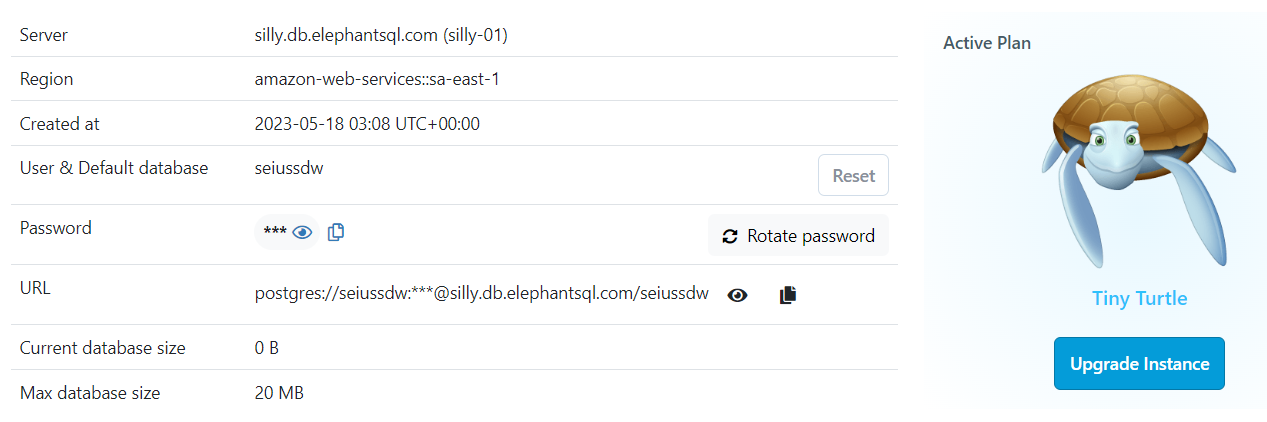 Server silly.db.elephantsql.com (silly-01)
Region amazon-web-services::sa-east-1
Created at 2023-05-18 03:08 UTC+00:00
User & Default database seiussdw Reset
Password *** Rotate password
URL postgres://seiussdw:***@silly.db.elephantsql.com/seiussdw
Current database size 0 B
Max database size 20 MB
Active Plan
Tiny Turtle
Upgrade Instance